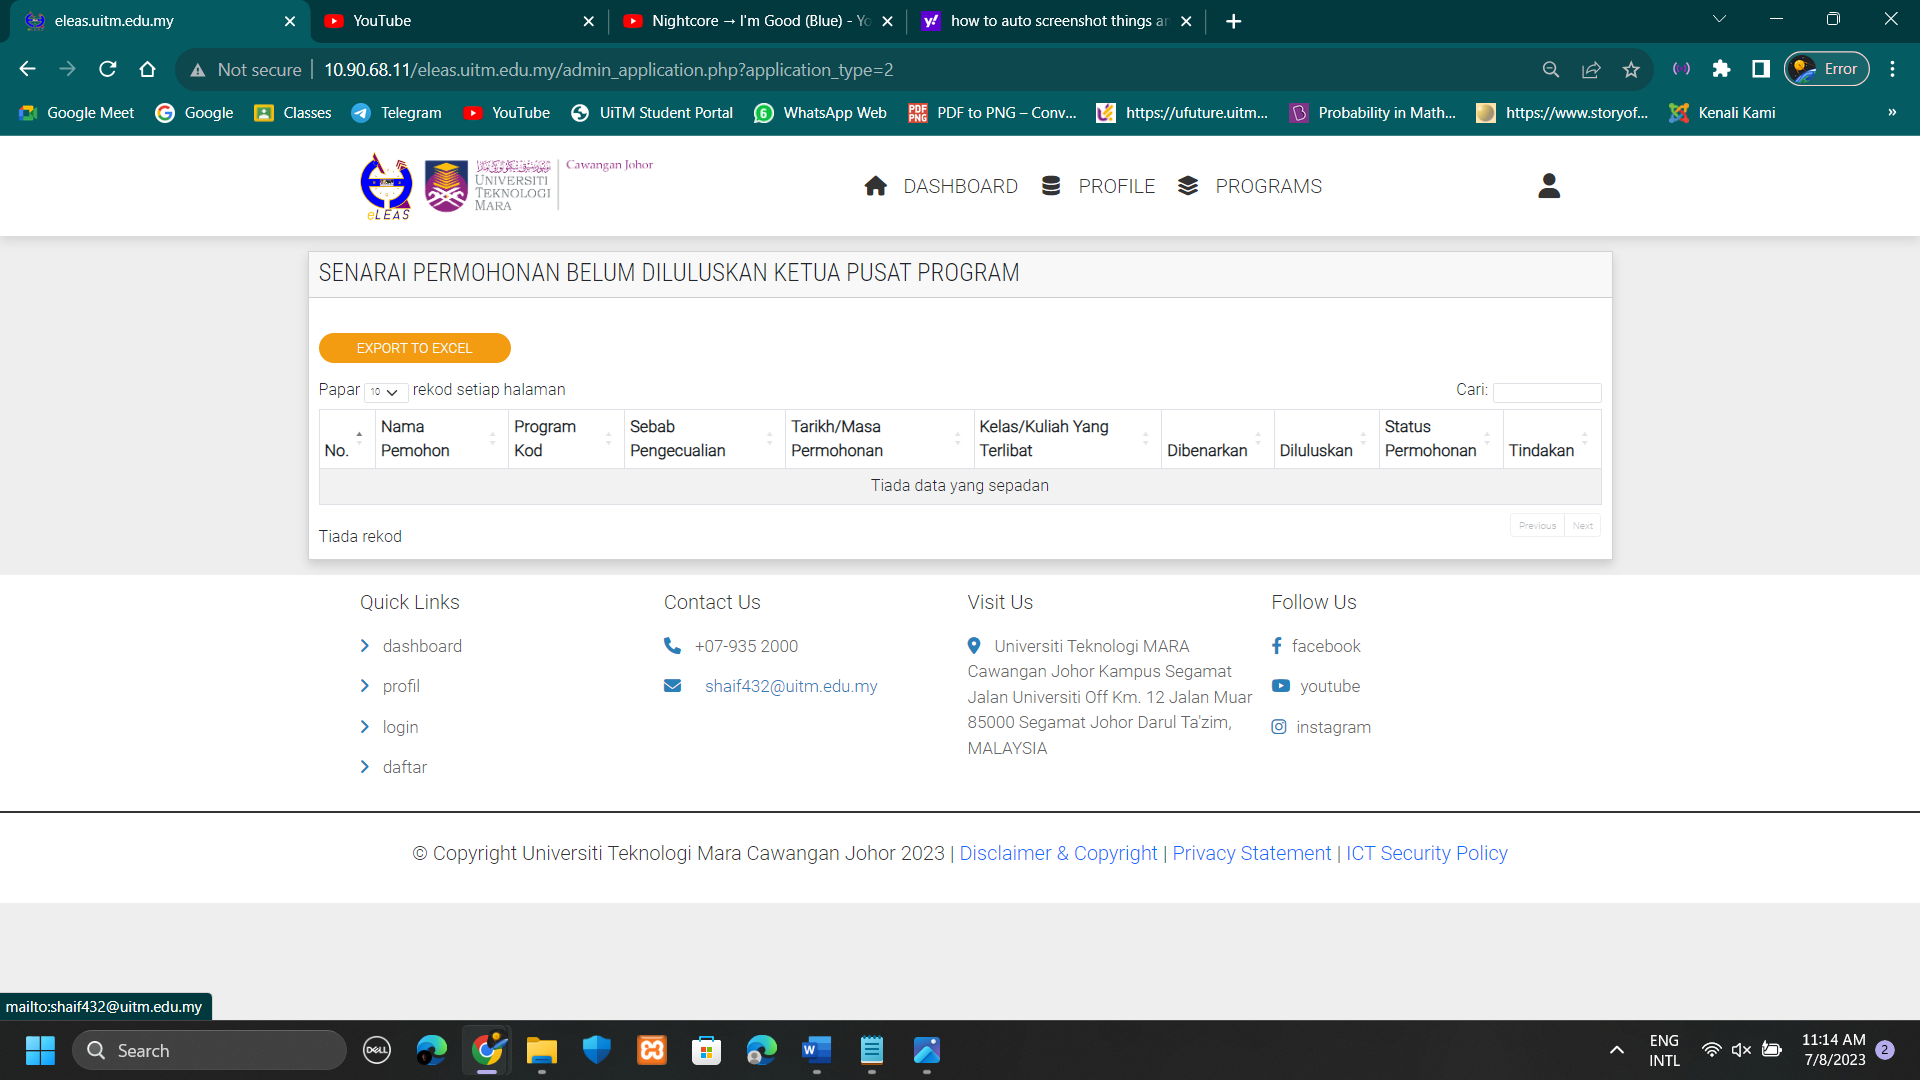 eleas.uitm.edu.my
YouTube
Nightcore → I'm Good (Blue) - Yo
how to auto screenshot things an
Not secure
10.90.68.11/eleas.uitm.edu.my/admin_application.php?application_type=2
Error
Google Meet
Google
Classes
Telegram
YouTube
UiTM Student Portal
WhatsApp Web
PDF to PNG – Conv...
https://ufuture.uitm...
Probability in Math...
https://www.storyof...
Kenali Kami
»
eLEAS
UNIVERSITI
TEKNOLOGI
MARA
Cawangan Johor
DASHBOARD
PROFILE
PROGRAMS
SENARAI PERMOHONAN BELUM DILULUSKAN KETUA PUSAT PROGRAM
EXPORT TO EXCEL
Papar 10 rekod setiap halaman
Cari:
No.
Nama
Pemohon
Program
Kod
Sebab
Pengecualian
Tarikh/Masa
Permohonan
Kelas/Kuliah Yang
Terlibat
Dibenarkan
Diluluskan
Status
Permohonan
Tindakan
Tiada data yang sepadan
Tiada rekod
Previous
Next
Quick Links
dashboard
profil
login
daftar
Contact Us
+07-935 2000
shaif432@uitm.edu.my
Visit Us
Universiti Teknologi MARA
Cawangan Johor Kampus Segamat
Jalan Universiti Off Km. 12 Jalan Muar
85000 Segamat Johor Darul Ta'zim,
MALAYSIA
Follow Us
facebook
youtube
instagram
© Copyright Universiti Teknologi Mara Cawangan Johor 2023 | Disclaimer & Copyright | Privacy Statement | ICT Security Policy
mailto:shaif432@uitm.edu.my
Search
DELL
ENG
INTL
11:14 AM
7/8/2023
2